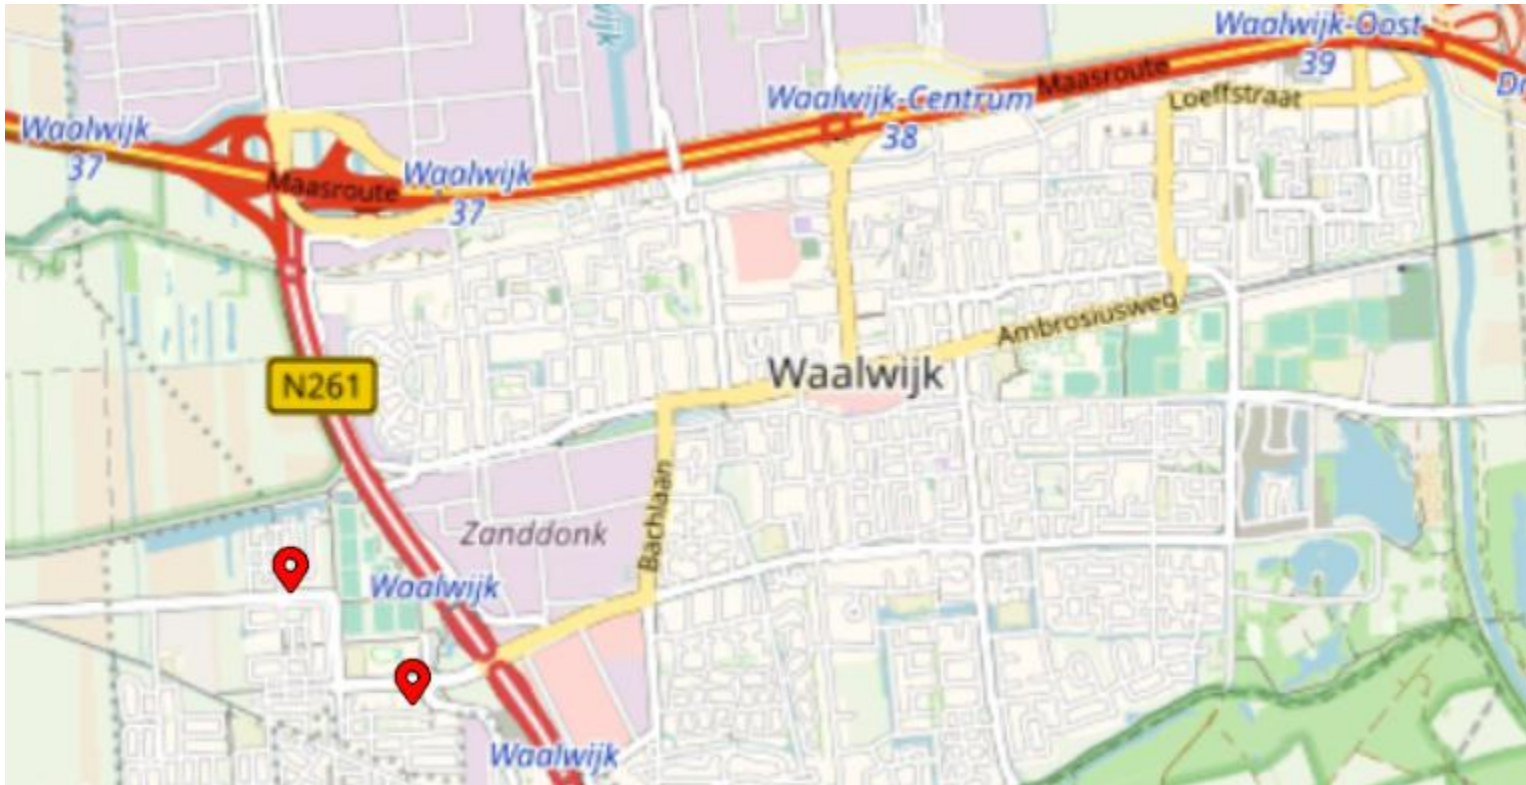 Waalwijk-Oost
39
Maasroute
Loeffstraat
Waalwijk-Centrum
38
Waalwijk
37
Waalwijk
37
Maasroute
Ambrosiusweg
Waalwijk
N261
Bachlaan
Zanddonk
Waalwijk
Waalwijk